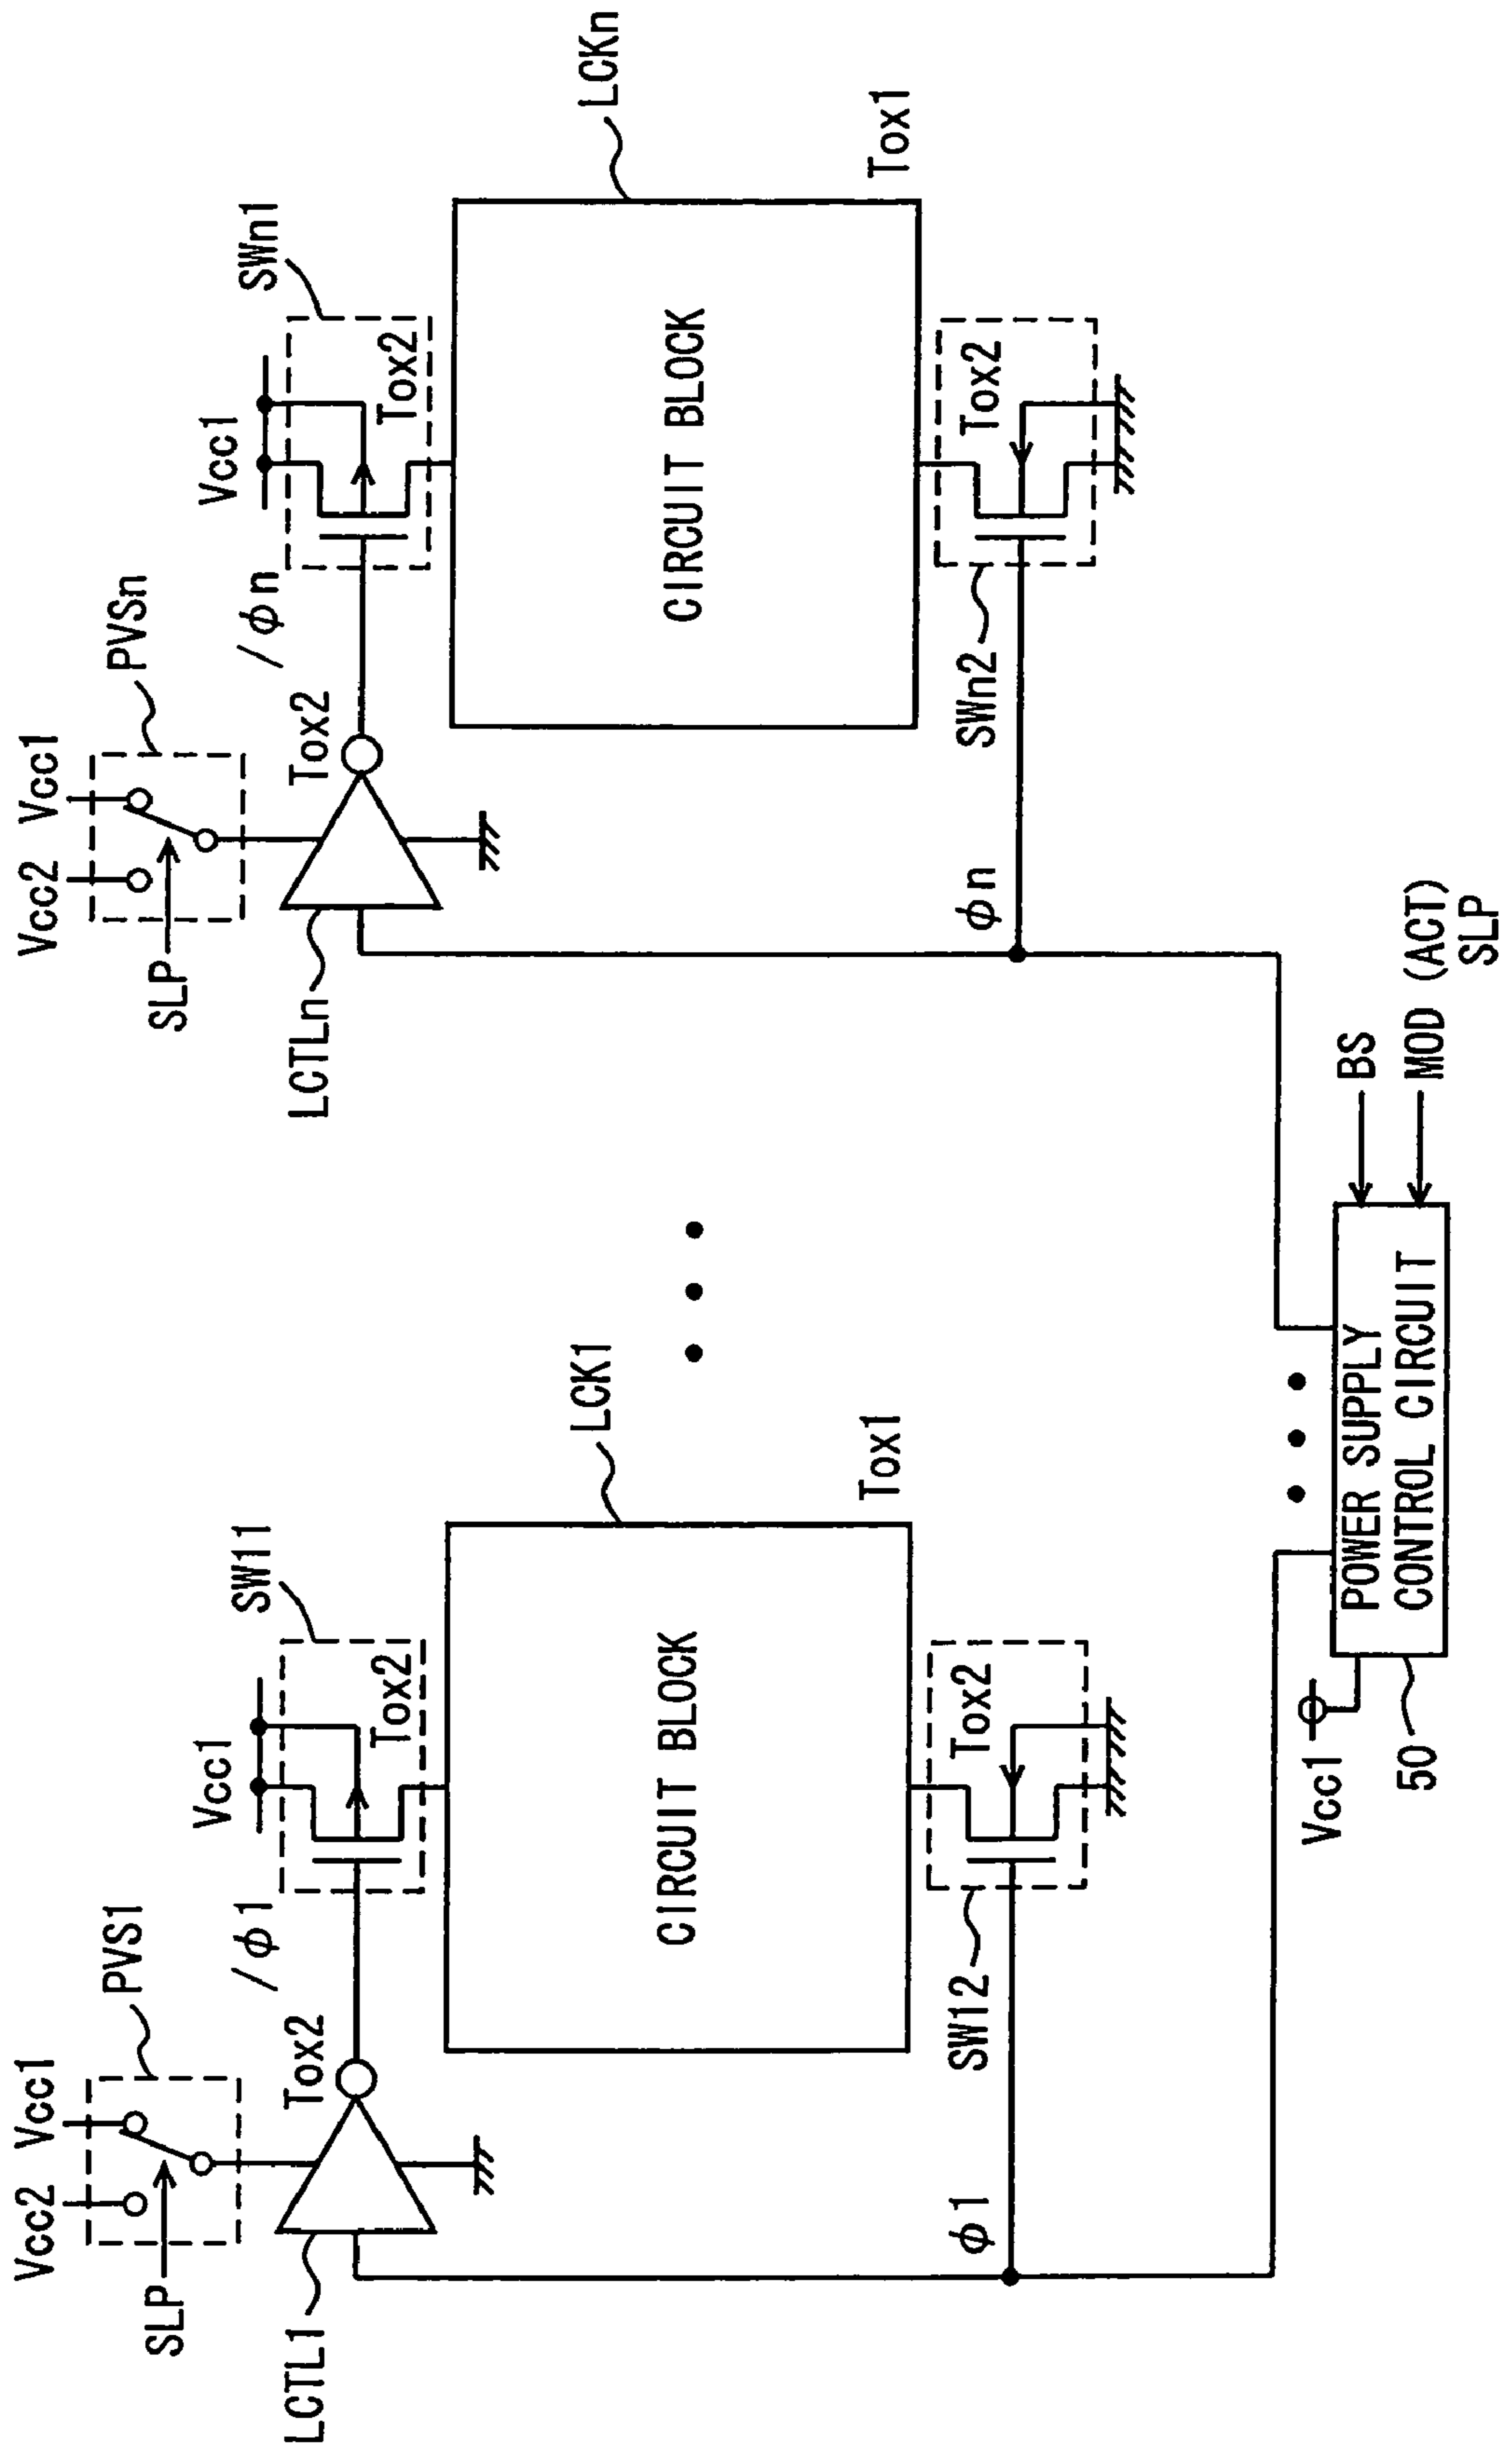 Vcc2 Vcc1
PVS1
SLP
LCTL1
Tox2
/φ1
Vcc1
SW11
Tox2
LCK1
CIRCUIT BLOCK
Tox1
φ1
SW12
Tox2
Vcc2 Vcc1
PVSn
SLP
LCTLn
Tox2
/φn
Vcc1
SWn1
Tox2
LCKn
CIRCUIT BLOCK
Tox1
φn
SWn2
Tox2
Vcc1
50
POWER SUPPLY
CONTROL CIRCUIT
BS
MOD (ACT)
SLP